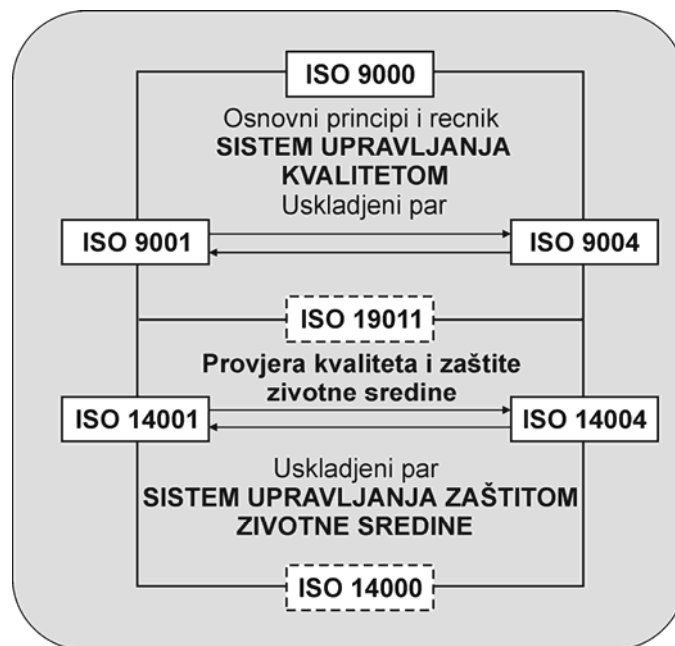 ISO 9000
Osnovni principi i recnik
SISTEM UPRAVLJANJA
KVALITETOM
Uskladjeni par
ISO 9001
ISO 9004
ISO 19011
Provjera kvaliteta i zaštite
zivotne sredine
ISO 14001
ISO 14004
Uskladjeni par
SISTEM UPRAVLJANJA ZAŠTITOM
ZIVOTNE SREDINE
ISO 14000